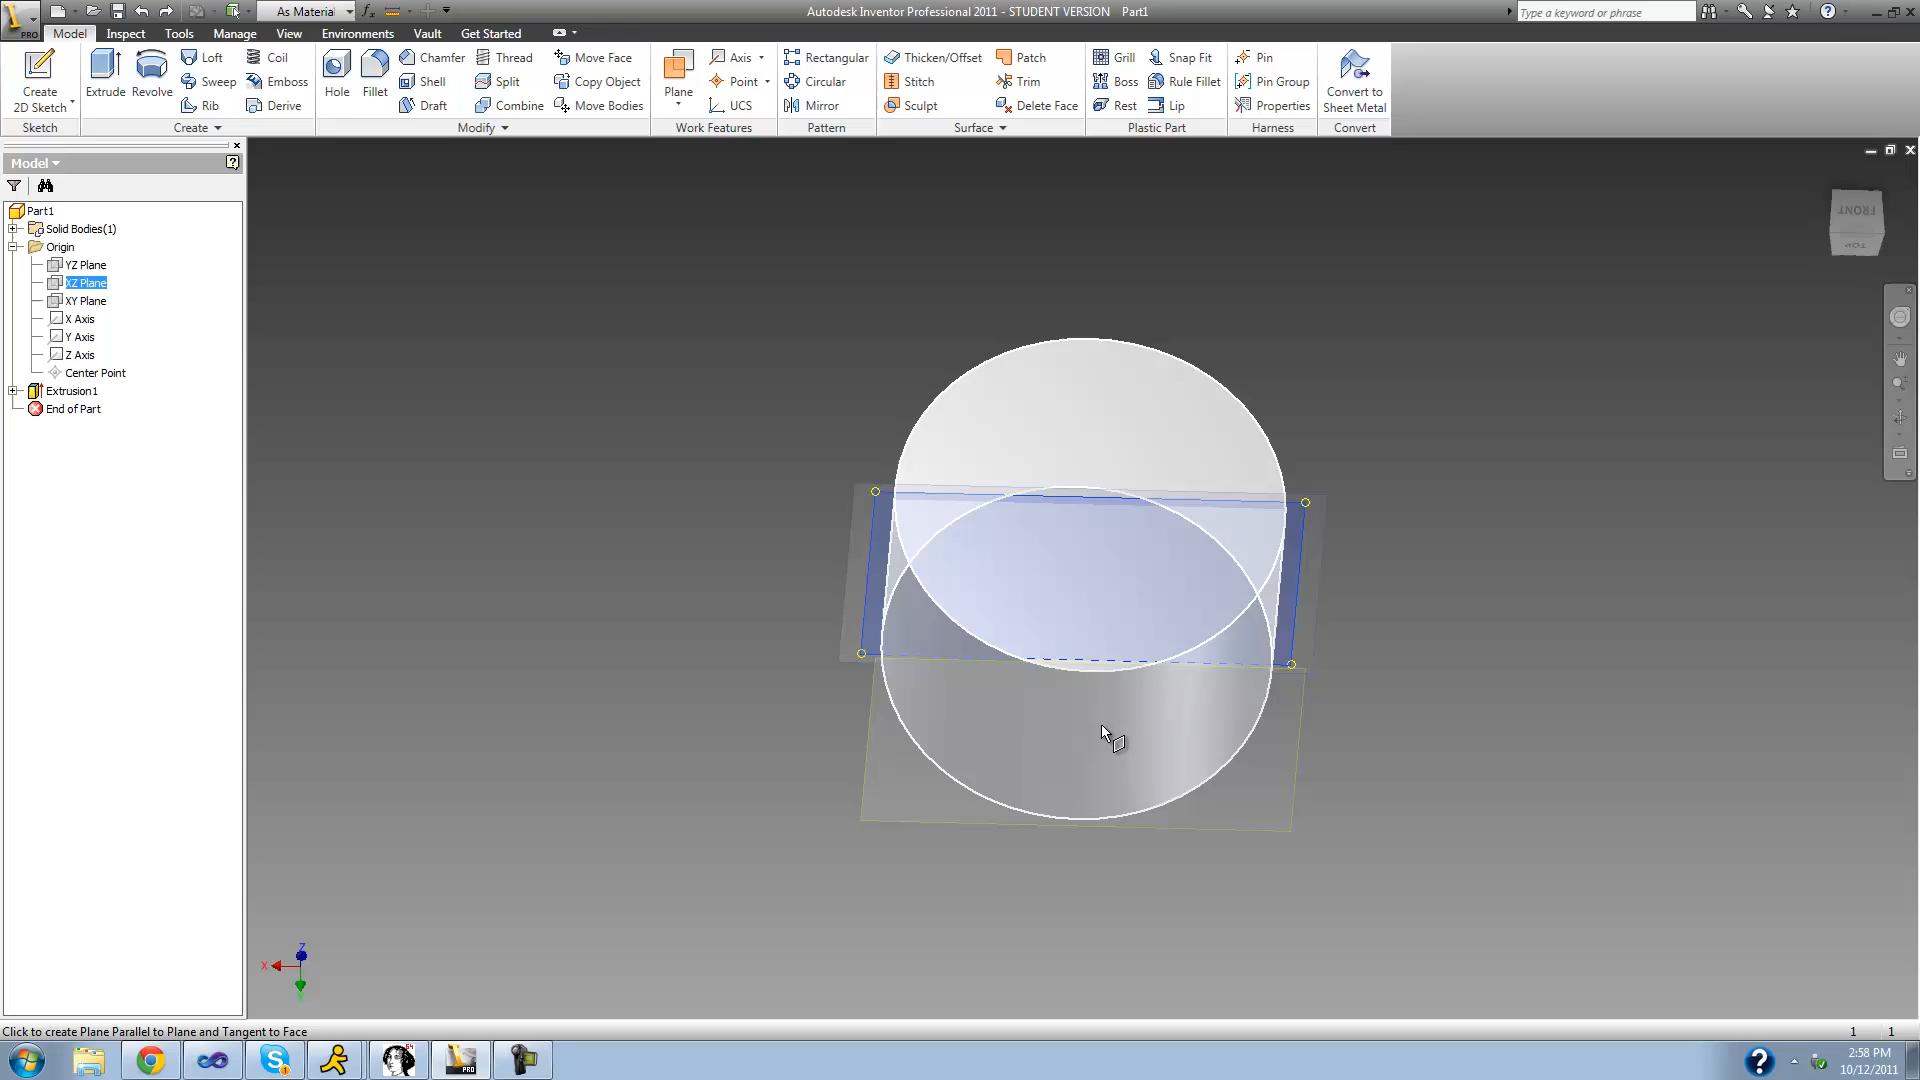 As Material
Autodesk Inventor Professional 2011 - STUDENT VERSION Part1
Type a keyword or phrase
PRO
Model Inspect Tools Manage View Environments Vault Get Started
Create 2D Sketch
Extrude Revolve
Loft Coil
Sweep Emboss
Rib Derive
Hole Fillet
Chamfer Thread Move Face
Shell Split Copy Object
Draft Combine Move Bodies
Plane
Axis
Point
UCS
Rectangular
Circular
Mirror
Thicken/Offset Patch
Stitch Trim
Sculpt Delete Face
Grill Snap Fit
Boss Rule Fillet
Rest Lip
Pin
Pin Group
Properties
Convert to Sheet Metal
Sketch Create Modify Work Features Pattern Surface Plastic Part Harness Convert
Model
Part1
Solid Bodies(1)
Origin
YZ Plane
XZ Plane
XY Plane
X Axis
Y Axis
Z Axis
Center Point
Extrusion1
End of Part
FRONT
TOP
Z
X
Click to create Plane Parallel to Plane and Tangent to Face
1 1
PRO
2:58 PM
10/12/2011